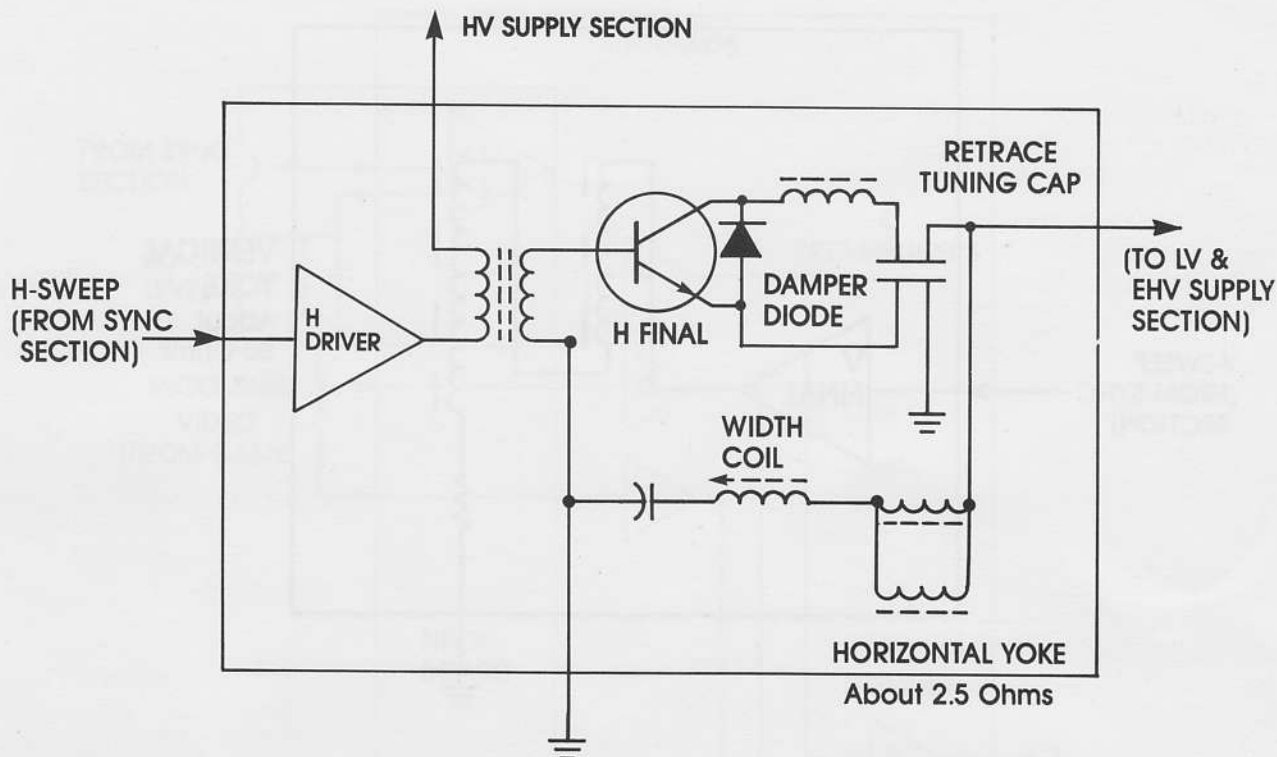 HV SUPPLY SECTION
RETRACE
TUNING CAP
H-SWEEP
(FROM SYNC
SECTION)
H
DRIVER
H FINAL
DAMPER
DIODE
(TO LV &
EHV SUPPLY
SECTION)
WIDTH
COIL
HORIZONTAL YOKE
About 2.5 Ohms